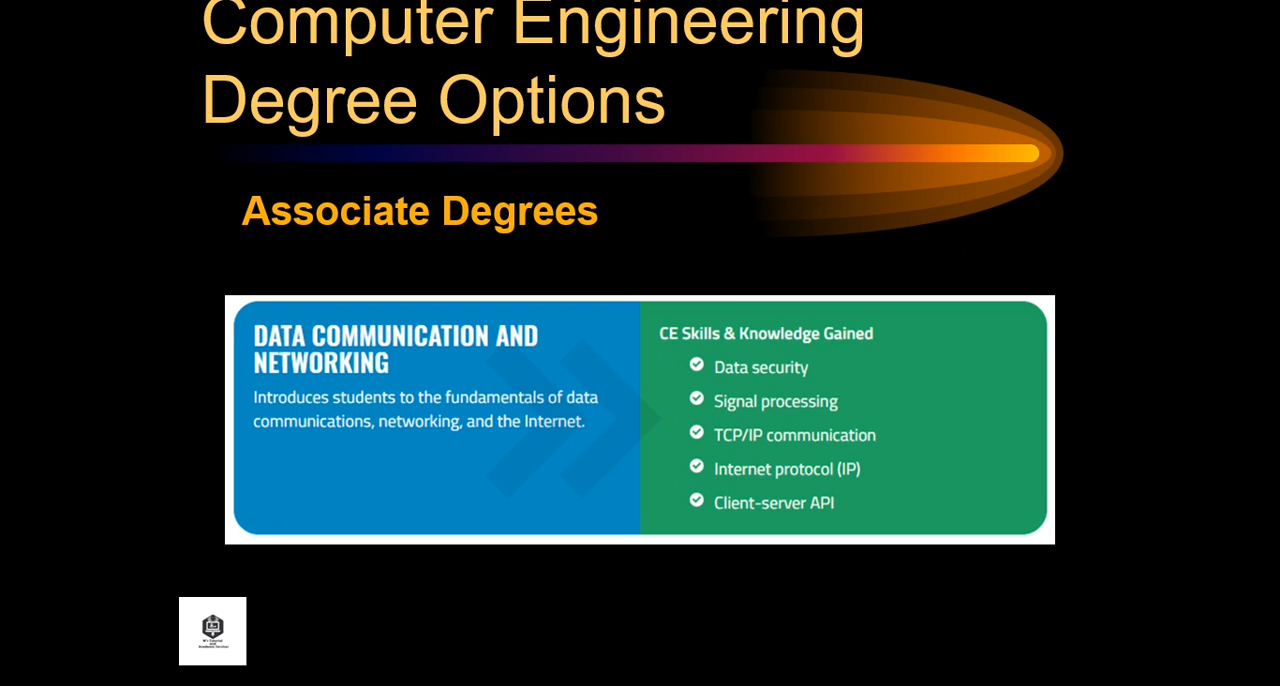 Computer Engineering
Degree Options
Associate Degrees
DATA COMMUNICATION AND
NETWORKING
Introduces students to the fundamentals of data
communications, networking, and the Internet.
CE Skills & Knowledge Gained
Data security
Signal processing
TCP/IP communication
Internet protocol (IP)
Client-server API